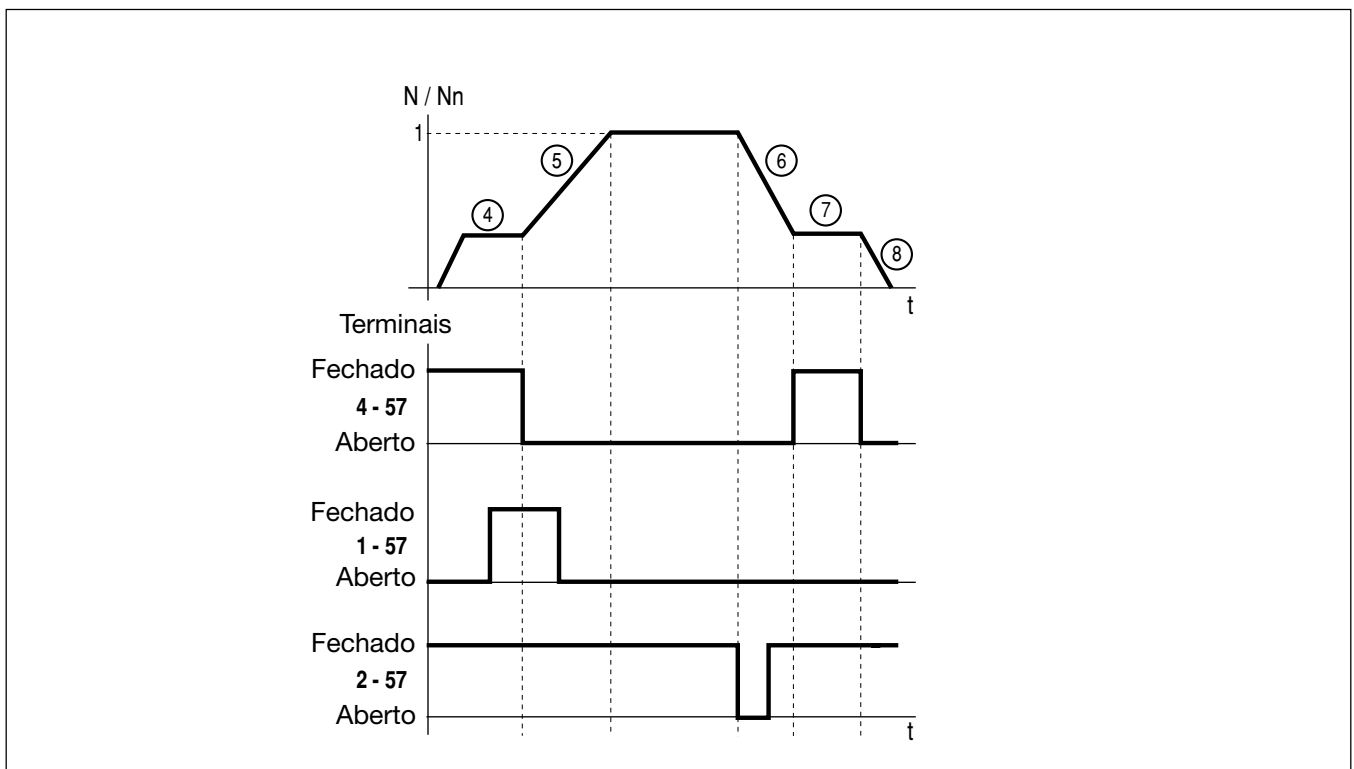 N / Nn
1
5
6
4
7
8
t
Terminais
Fechado
4 - 57
Aberto
Fechado
1 - 57
Aberto
Fechado
2 - 57
Aberto
t